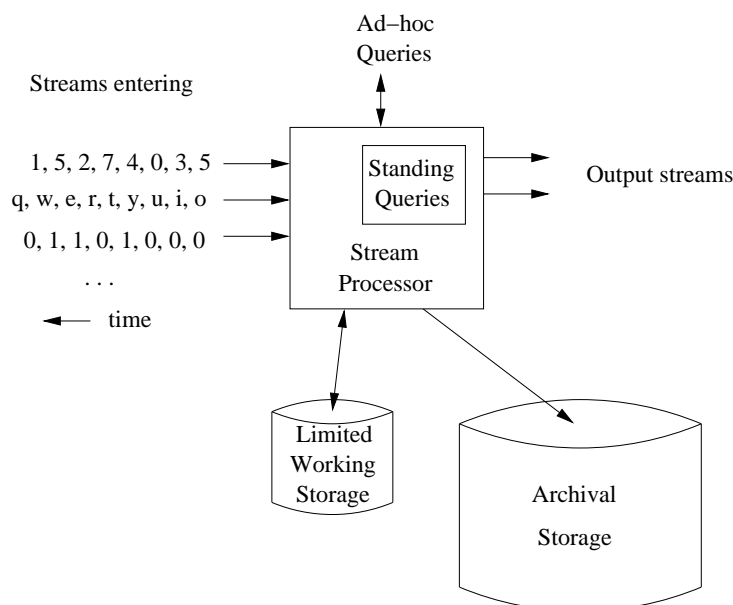 Ad−hoc
Queries
Streams entering
1, 5, 2, 7, 4, 0, 3, 5
q, w, e, r, t, y, u, i, o
0, 1, 1, 0, 1, 0, 0, 0
. . .
time
Standing
Queries
Stream
Processor
Output streams
Limited
Working
Storage
Archival
Storage